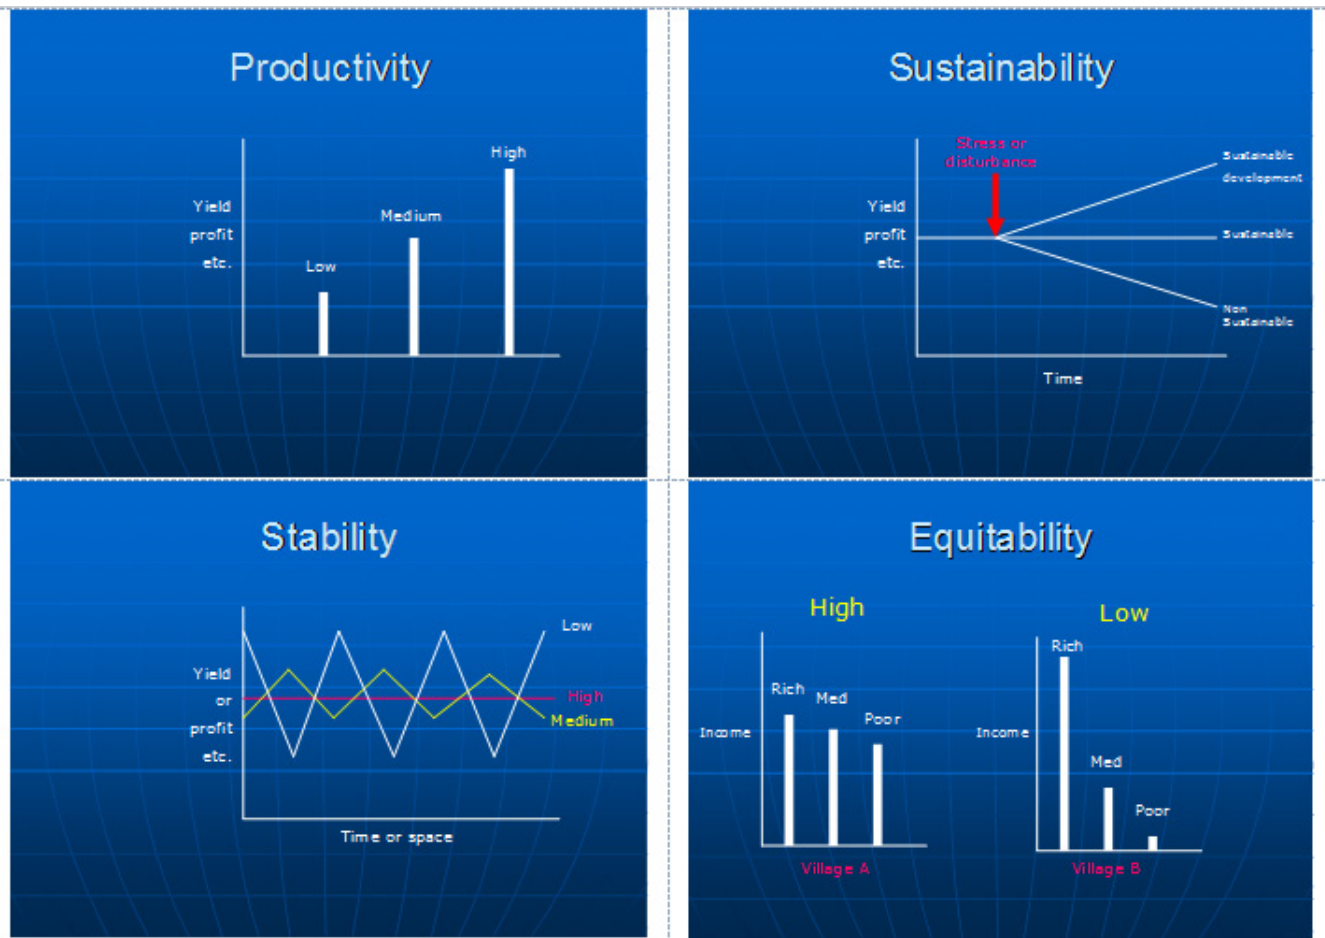 Productivity
High
Medium
Low
Yield
profit
etc.
Sustainability
Stress or
disturbance
Sustainable
development
Yield
profit
etc.
Sustainable
Non
Sustainable
Time
Stability
Low
Yield
or
profit
etc.
High
Medium
Time or space
Equitability
High
Rich
Med
Poor
Income
Village A
Low
Rich
Med
Poor
Income
Village B